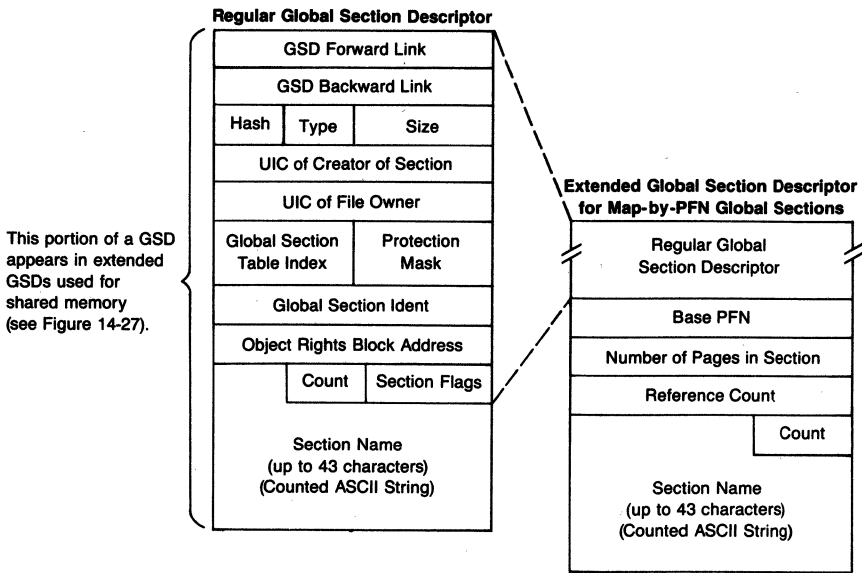 Regular Global Section Descriptor
GSD Forward Link
GSD Backward Link
Hash Type Size
UIC of Creator of Section
UIC of File Owner
Global Section Table Index
Protection Mask
Global Section Ident
Object Rights Block Address
Count Section Flags
Section Name
(up to 43 characters)
(Counted ASCII String)
This portion of a GSD
appears in extended
GSDs used for
shared memory
(see Figure 14-27).
Extended Global Section Descriptor
for Map-by-PFN Global Sections
Regular Global
Section Descriptor
Base PFN
Number of Pages in Section
Reference Count
Count
Section Name
(up to 43 characters)
(Counted ASCII String)